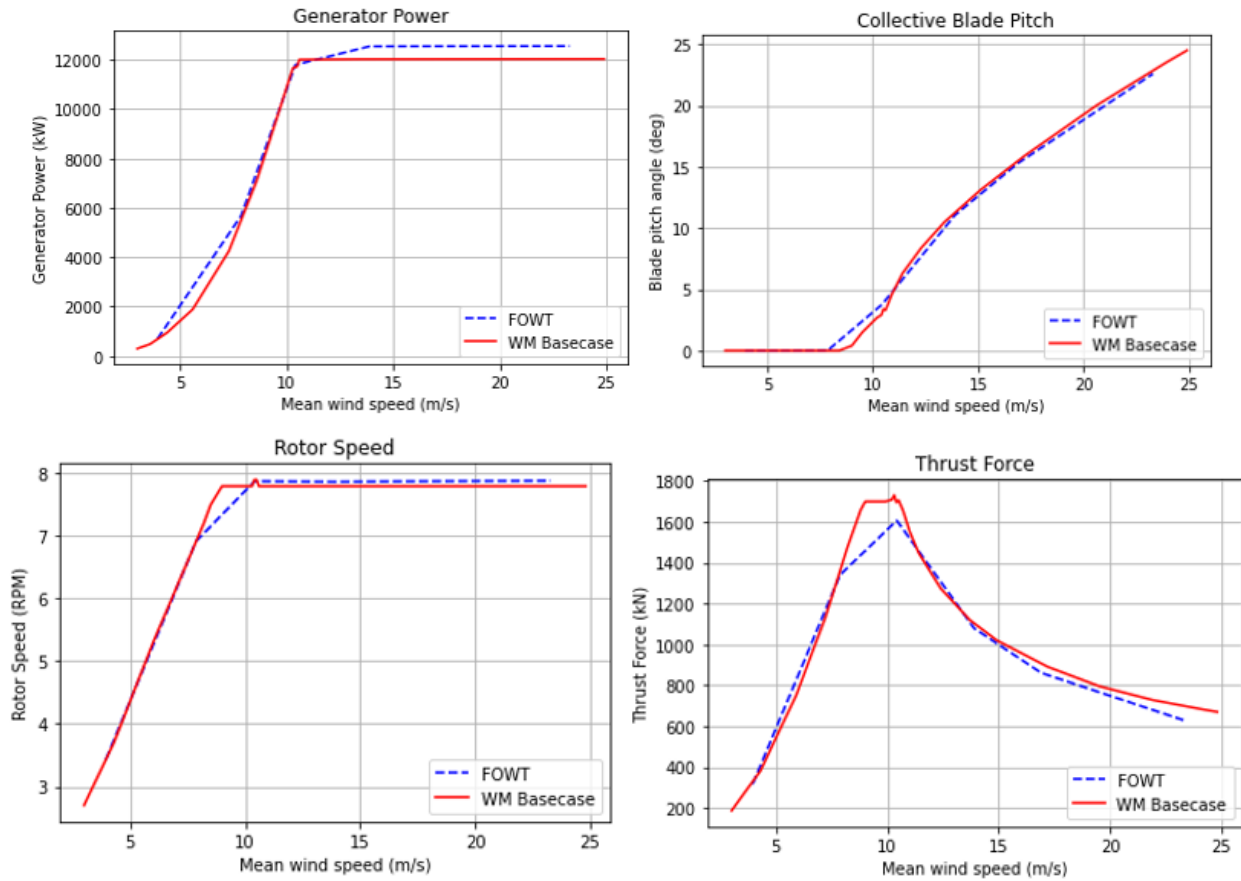 Generator Power
Generator Power (kW)
12000
10000
8000
6000
4000
2000
0
5
10
15
20
25
Mean wind speed (m/s)
FOWT
WM Basecase
Collective Blade Pitch
Blade pitch angle (deg)
25
20
15
10
5
0
5
10
15
20
25
Mean wind speed (m/s)
FOWT
WM Basecase
Rotor Speed
Rotor Speed (RPM)
8
7
6
5
4
3
5
10
15
20
25
Mean wind speed (m/s)
FOWT
WM Basecase
Thrust Force
Thrust Force (kN)
1800
1600
1400
1200
1000
800
600
400
200
5
10
15
20
25
Mean wind speed (m/s)
FOWT
WM Basecase